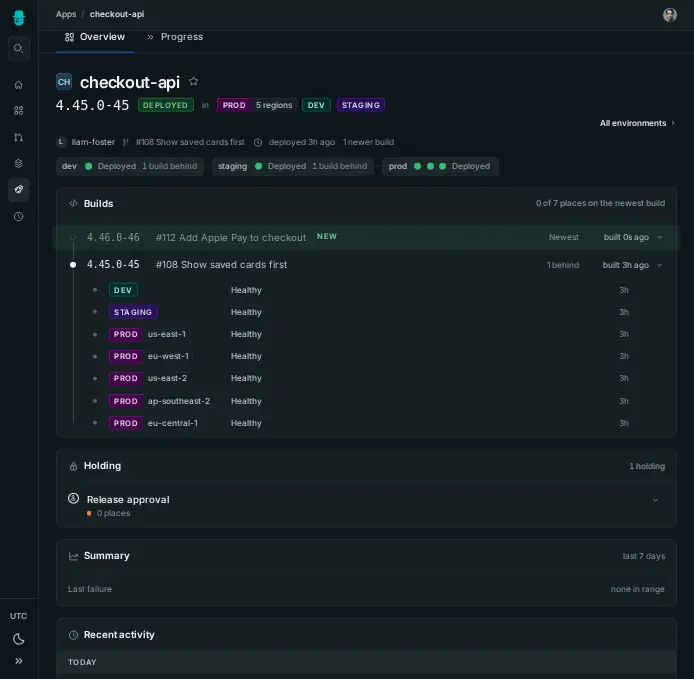 Apps / checkout-api
Overview
Progress
CH checkout-api
4.45.0-45 DEPLOYED in PROD 5 regions DEV STAGING
All environments
L liam-foster #108 Show saved cards first deployed 3h ago 1 newer build
dev Deployed 1 build behind staging Deployed 1 build behind prod Deployed
Builds 0 of 7 places on the newest build
4.46.0-46 #112 Add Apple Pay to checkout NEW Newest built 0s ago
4.45.0-45 #108 Show saved cards first 1 behind built 3h ago
DEV Healthy 3h
STAGING Healthy 3h
PROD us-east-1 Healthy 3h
PROD eu-west-1 Healthy 3h
PROD us-east-2 Healthy 3h
PROD ap-southeast-2 Healthy 3h
PROD eu-central-1 Healthy 3h
Holding 1 holding
Release approval
0 places
Summary last 7 days
Last failure none in range
UTC
Recent activity
TODAY